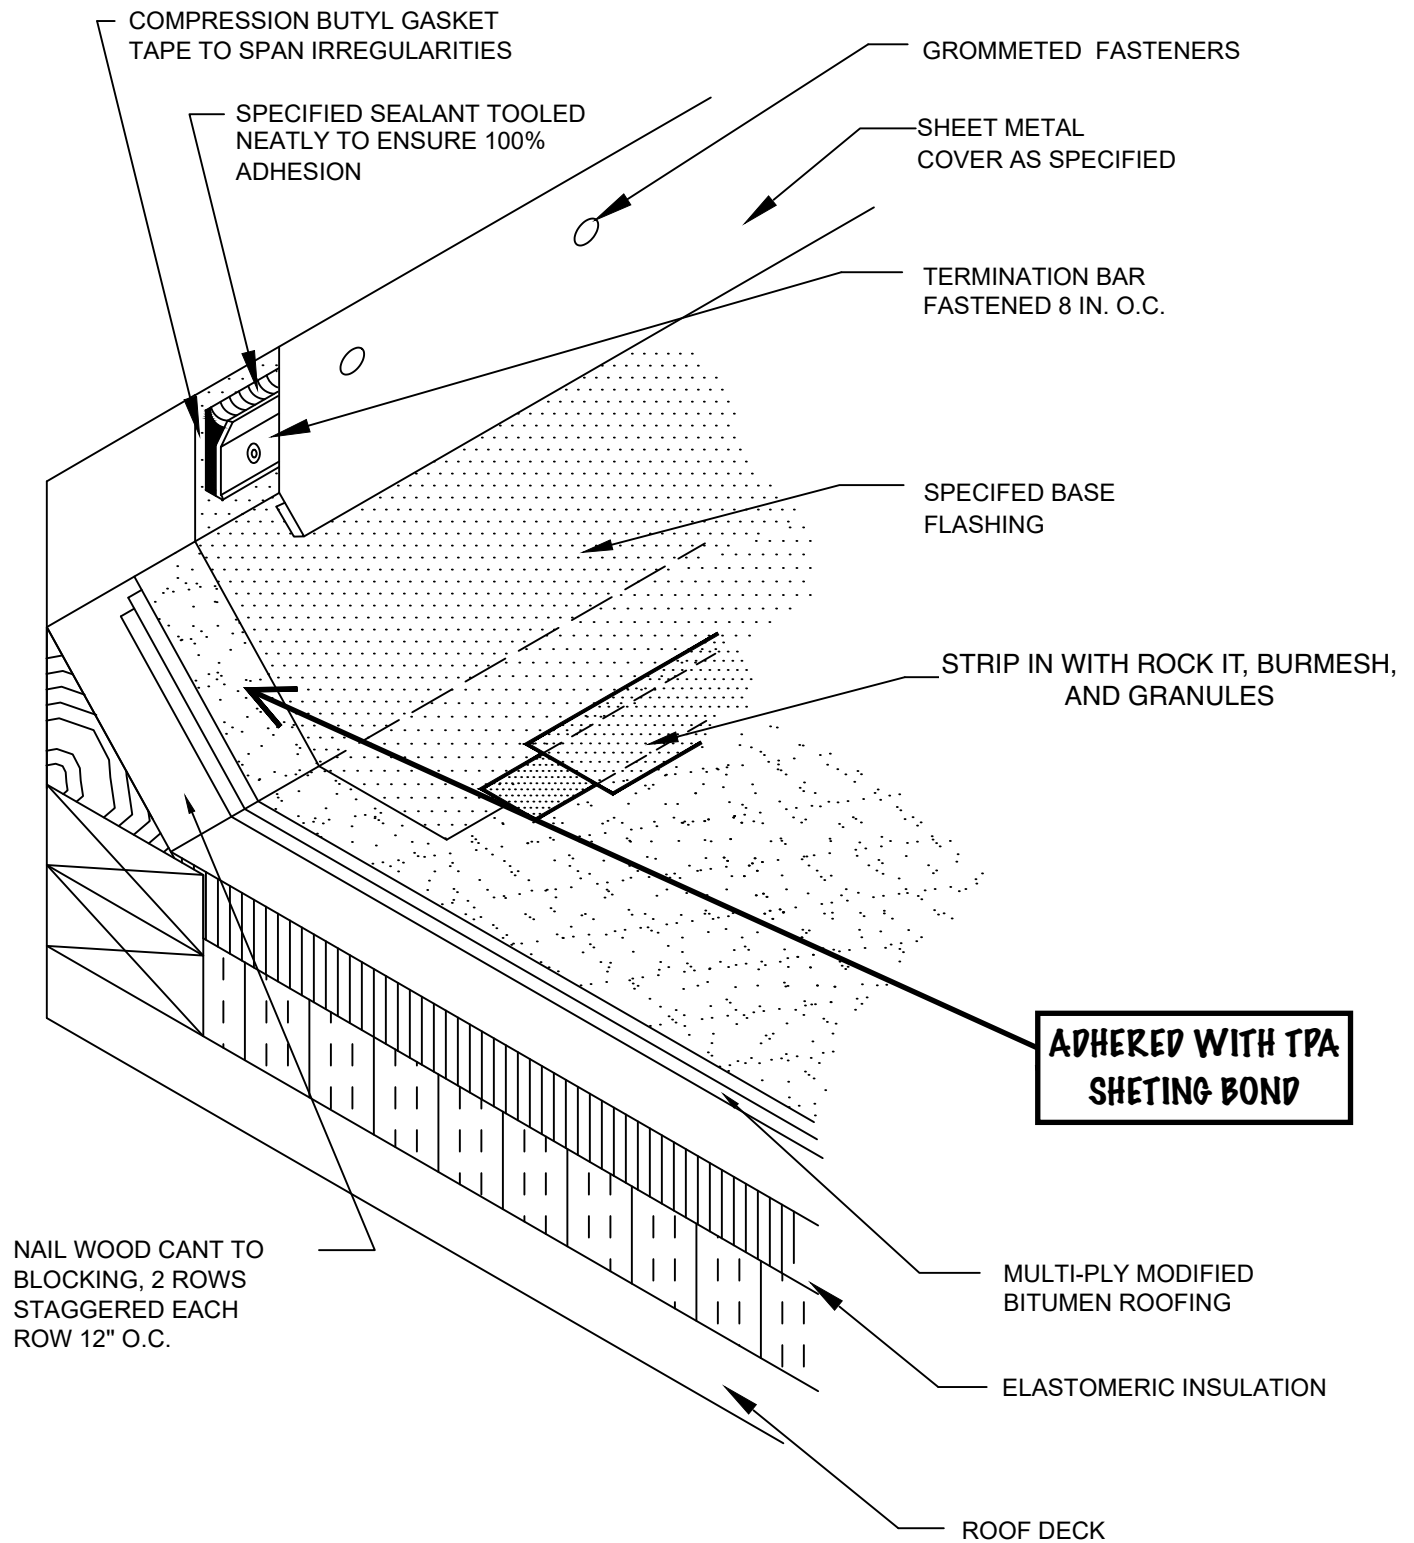 COMPRESSION BUTYL GASKET
TAPE TO SPAN IRREGULARITIES
GROMMETED FASTENERS
SPECIFIED SEALANT TOOLED
NEATLY TO ENSURE 100%
ADHESION
SHEET METAL
COVER AS SPECIFIED
TERMINATION BAR
FASTENED 8 IN. O.C.
SPECIFED BASE
FLASHING
STRIP IN WITH ROCK IT, BURMESH,
AND GRANULES
ADHERED WITH TPA
SHETING BOND
NAIL WOOD CANT TO
BLOCKING, 2 ROWS
STAGGERED EACH
ROW 12" O.C.
MULTI-PLY MODIFIED
BITUMEN ROOFING
ELASTOMERIC INSULATION
ROOF DECK